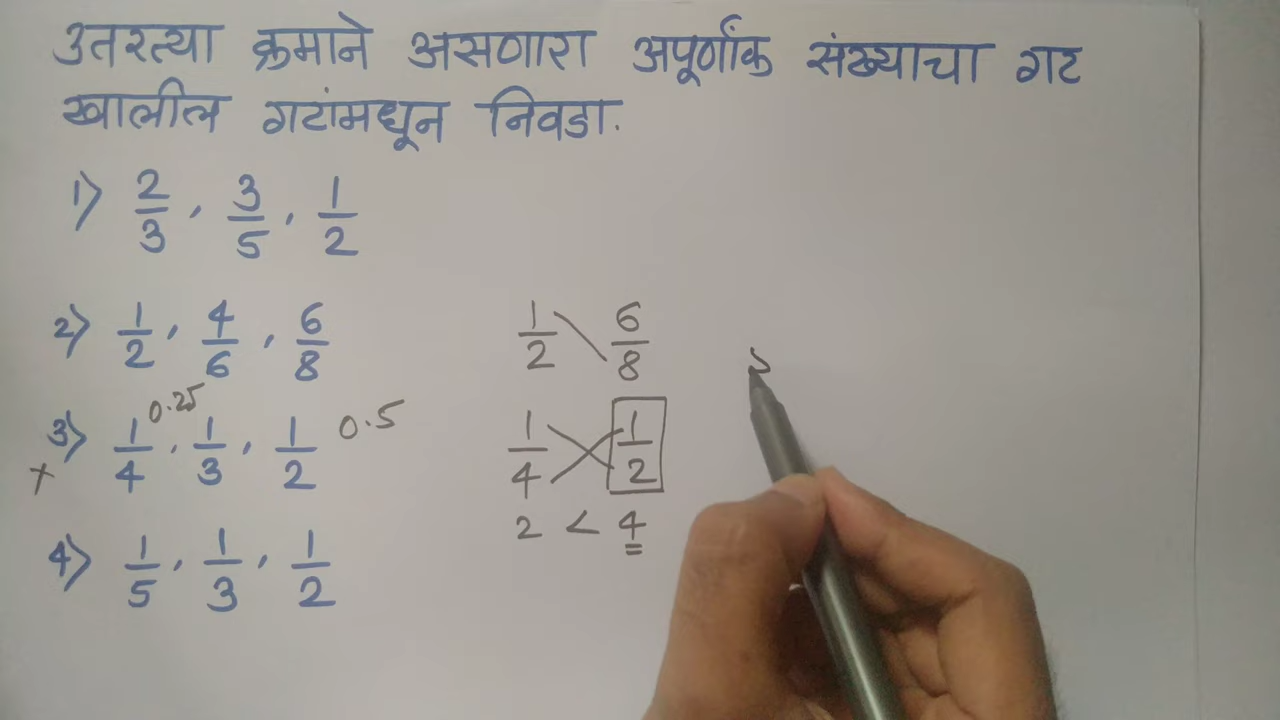 उतरत्या क्रमाने असणारा अपूर्णांक संख्याचा गट
खालील गटांमधून निवडा.
1) 2/3, 3/5, 1/2
2) 1/2, 4/6, 6/8
3) 1/4 0.25, 1/3, 1/2 0.5
×
4) 1/5, 1/3, 1/2
1/2 6/8
1/4 1/2
2 < 4